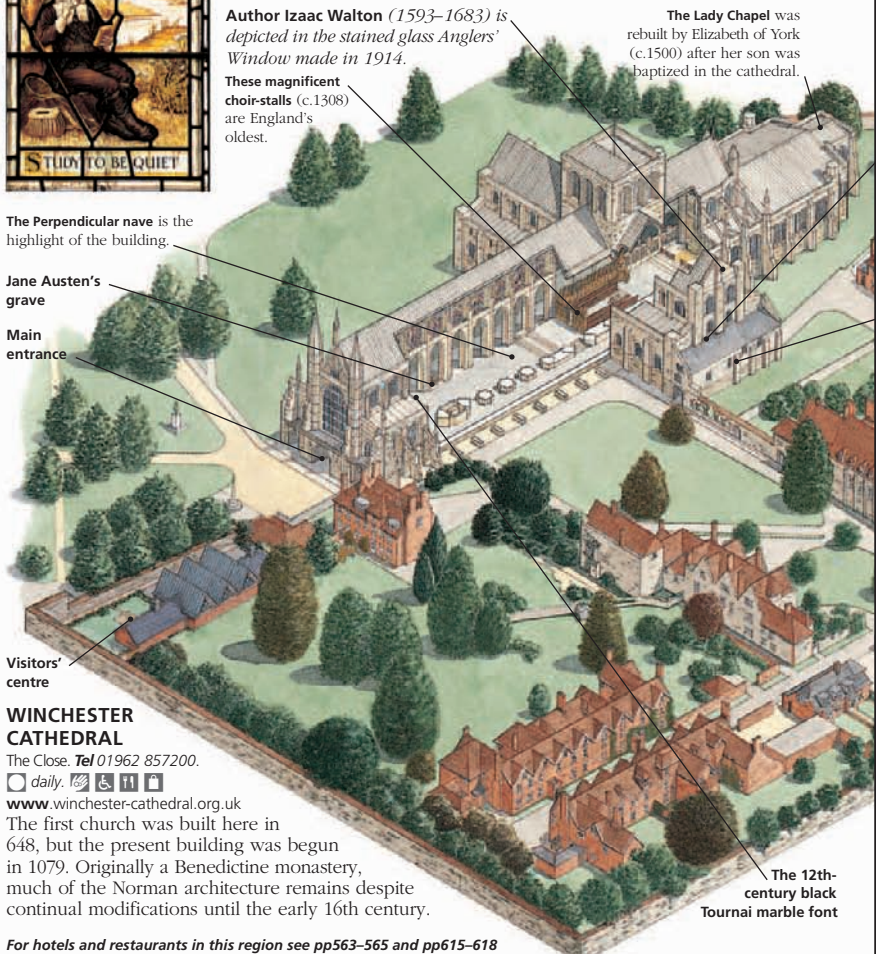 STUDY TO BE QUIET
Author Izaac Walton (1593–1683) is
depicted in the stained glass Anglers'
Window made in 1914.
These magnificent
choir-stalls (c.1308)
are England's
oldest.
The Lady Chapel was
rebuilt by Elizabeth of York
(c.1500) after her son was
baptized in the cathedral.
The Perpendicular nave is the
highlight of the building.
Jane Austen's
grave
Main
entrance
Visitors'
centre
WINCHESTER
CATHEDRAL
The Close. Tel 01962 857200.
daily.
www.winchester-cathedral.org.uk
The first church was built here in
648, but the present building was begun
in 1079. Originally a Benedictine monastery,
much of the Norman architecture remains despite
continual modifications until the early 16th century.
The 12th-
century black
Tournai marble font
For hotels and restaurants in this region see pp563–565 and pp615–618